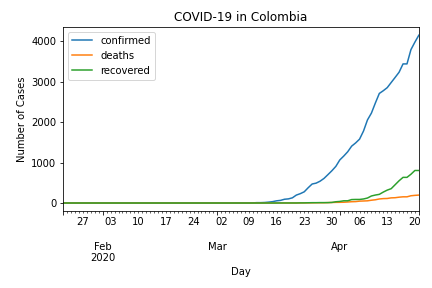 COVID-19 in Colombia
confirmed
deaths
recovered
Number of Cases
4000
3000
2000
1000
0
27 03 10 17 24 02 09 16 23 30 06 13 20
Feb Mar Apr
2020
Day